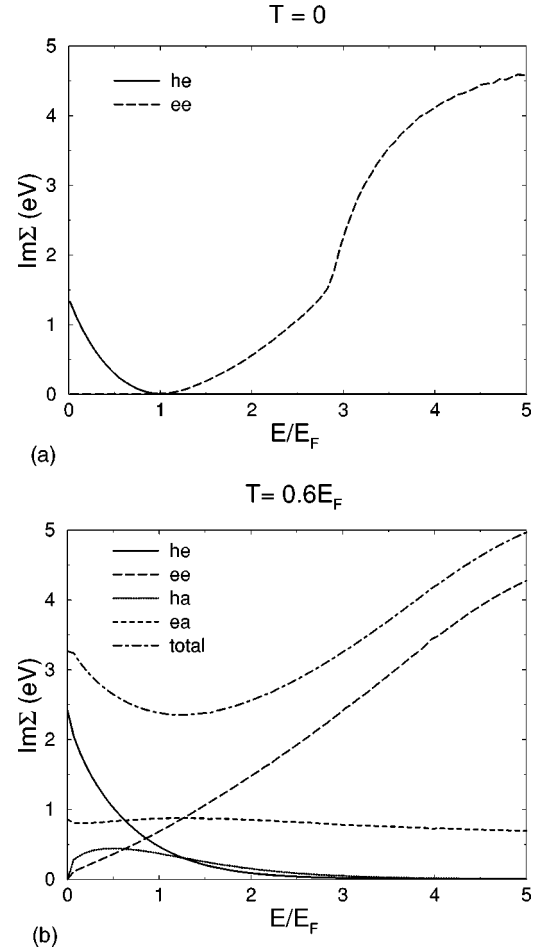 T = 0
5
4
3
2
1
0
ImΣ (eV)
he
ee
0 1 2 3 4 5
E/E_F
(a)
T= 0.6E_F
5
4
3
2
1
0
ImΣ (eV)
he
ee
ha
ea
total
0 1 2 3 4 5
E/E_F
(b)